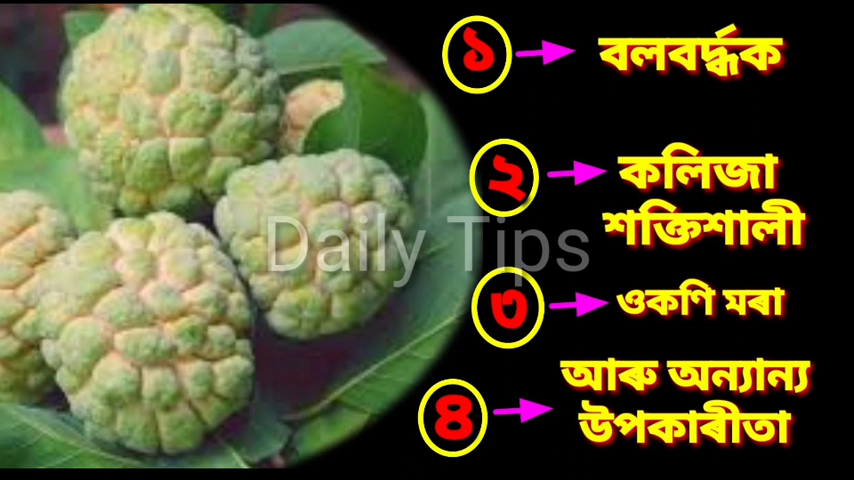 ১ বলবৰ্দ্ধক
২ কলিজা
শক্তিশালী
Daily Tips
৩ ওকণি মৰা
আৰু অন্যান্য
৪ উপকাৰীতা